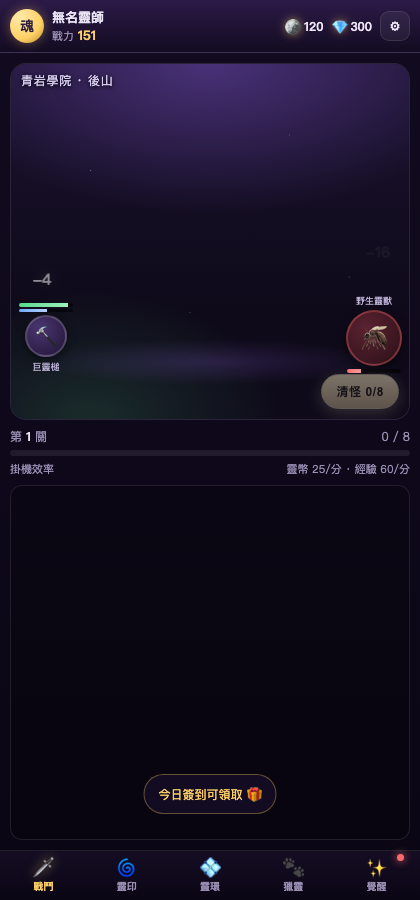 魂
無名靈師
戰力 151
120
300
青岩學院 · 後山
-16
-4
野生靈獸
巨靈槌
清怪 0/8
第 1 關
0 / 8
掛機效率
靈幣 25/分 · 經驗 60/分
今日簽到可領取
戰鬥
靈印
靈環
獵靈
覺醒